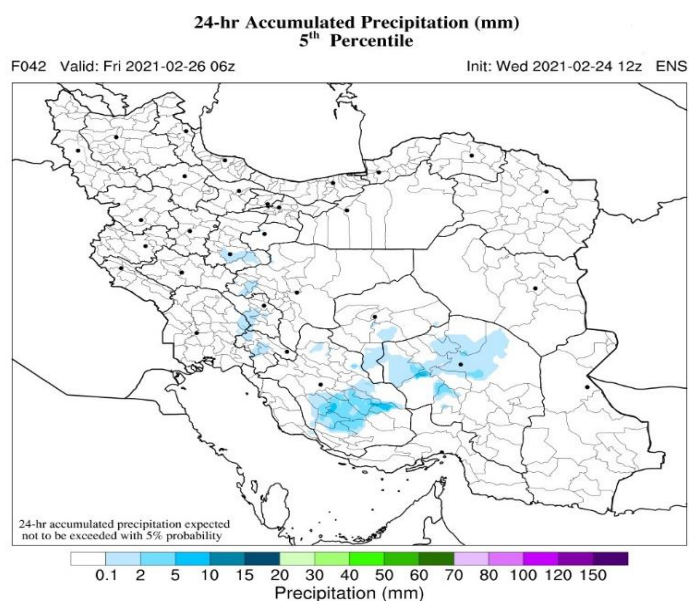 24-hr Accumulated Precipitation (mm)
5th Percentile
F042 Valid: Fri 2021-02-26 06z Init: Wed 2021-02-24 12z ENS
24-hr accumulated precipitation expected
not to be exceeded with 5% probability
0.1 2 5 10 15 20 30 40 50 60 70 80 100 120 150
Precipitation (mm)